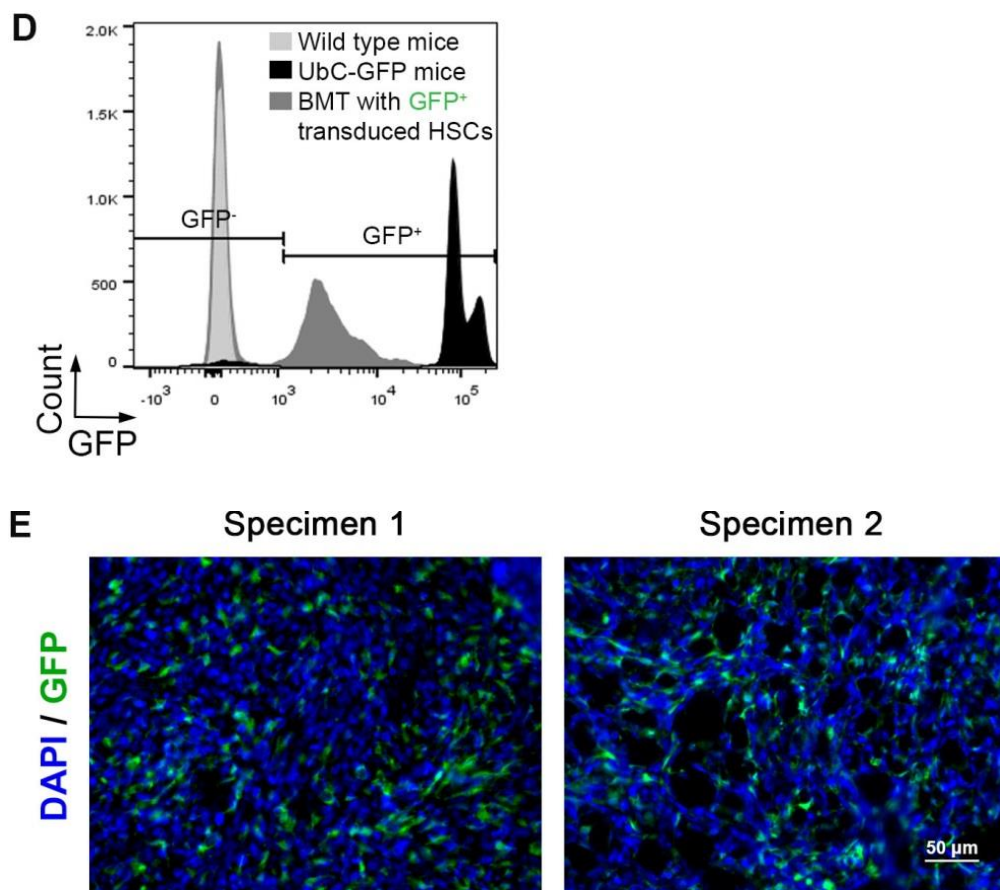 D
2.0K
1.5K
1.0K
500
0
Wild type mice
UbC-GFP mice
BMT with GFP⁺
transduced HSCs
GFP⁻
GFP⁺
-10³ 0 10³ 10⁴ 10⁵
Count
GFP
E
Specimen 1
Specimen 2
DAPI / GFP
50 µm